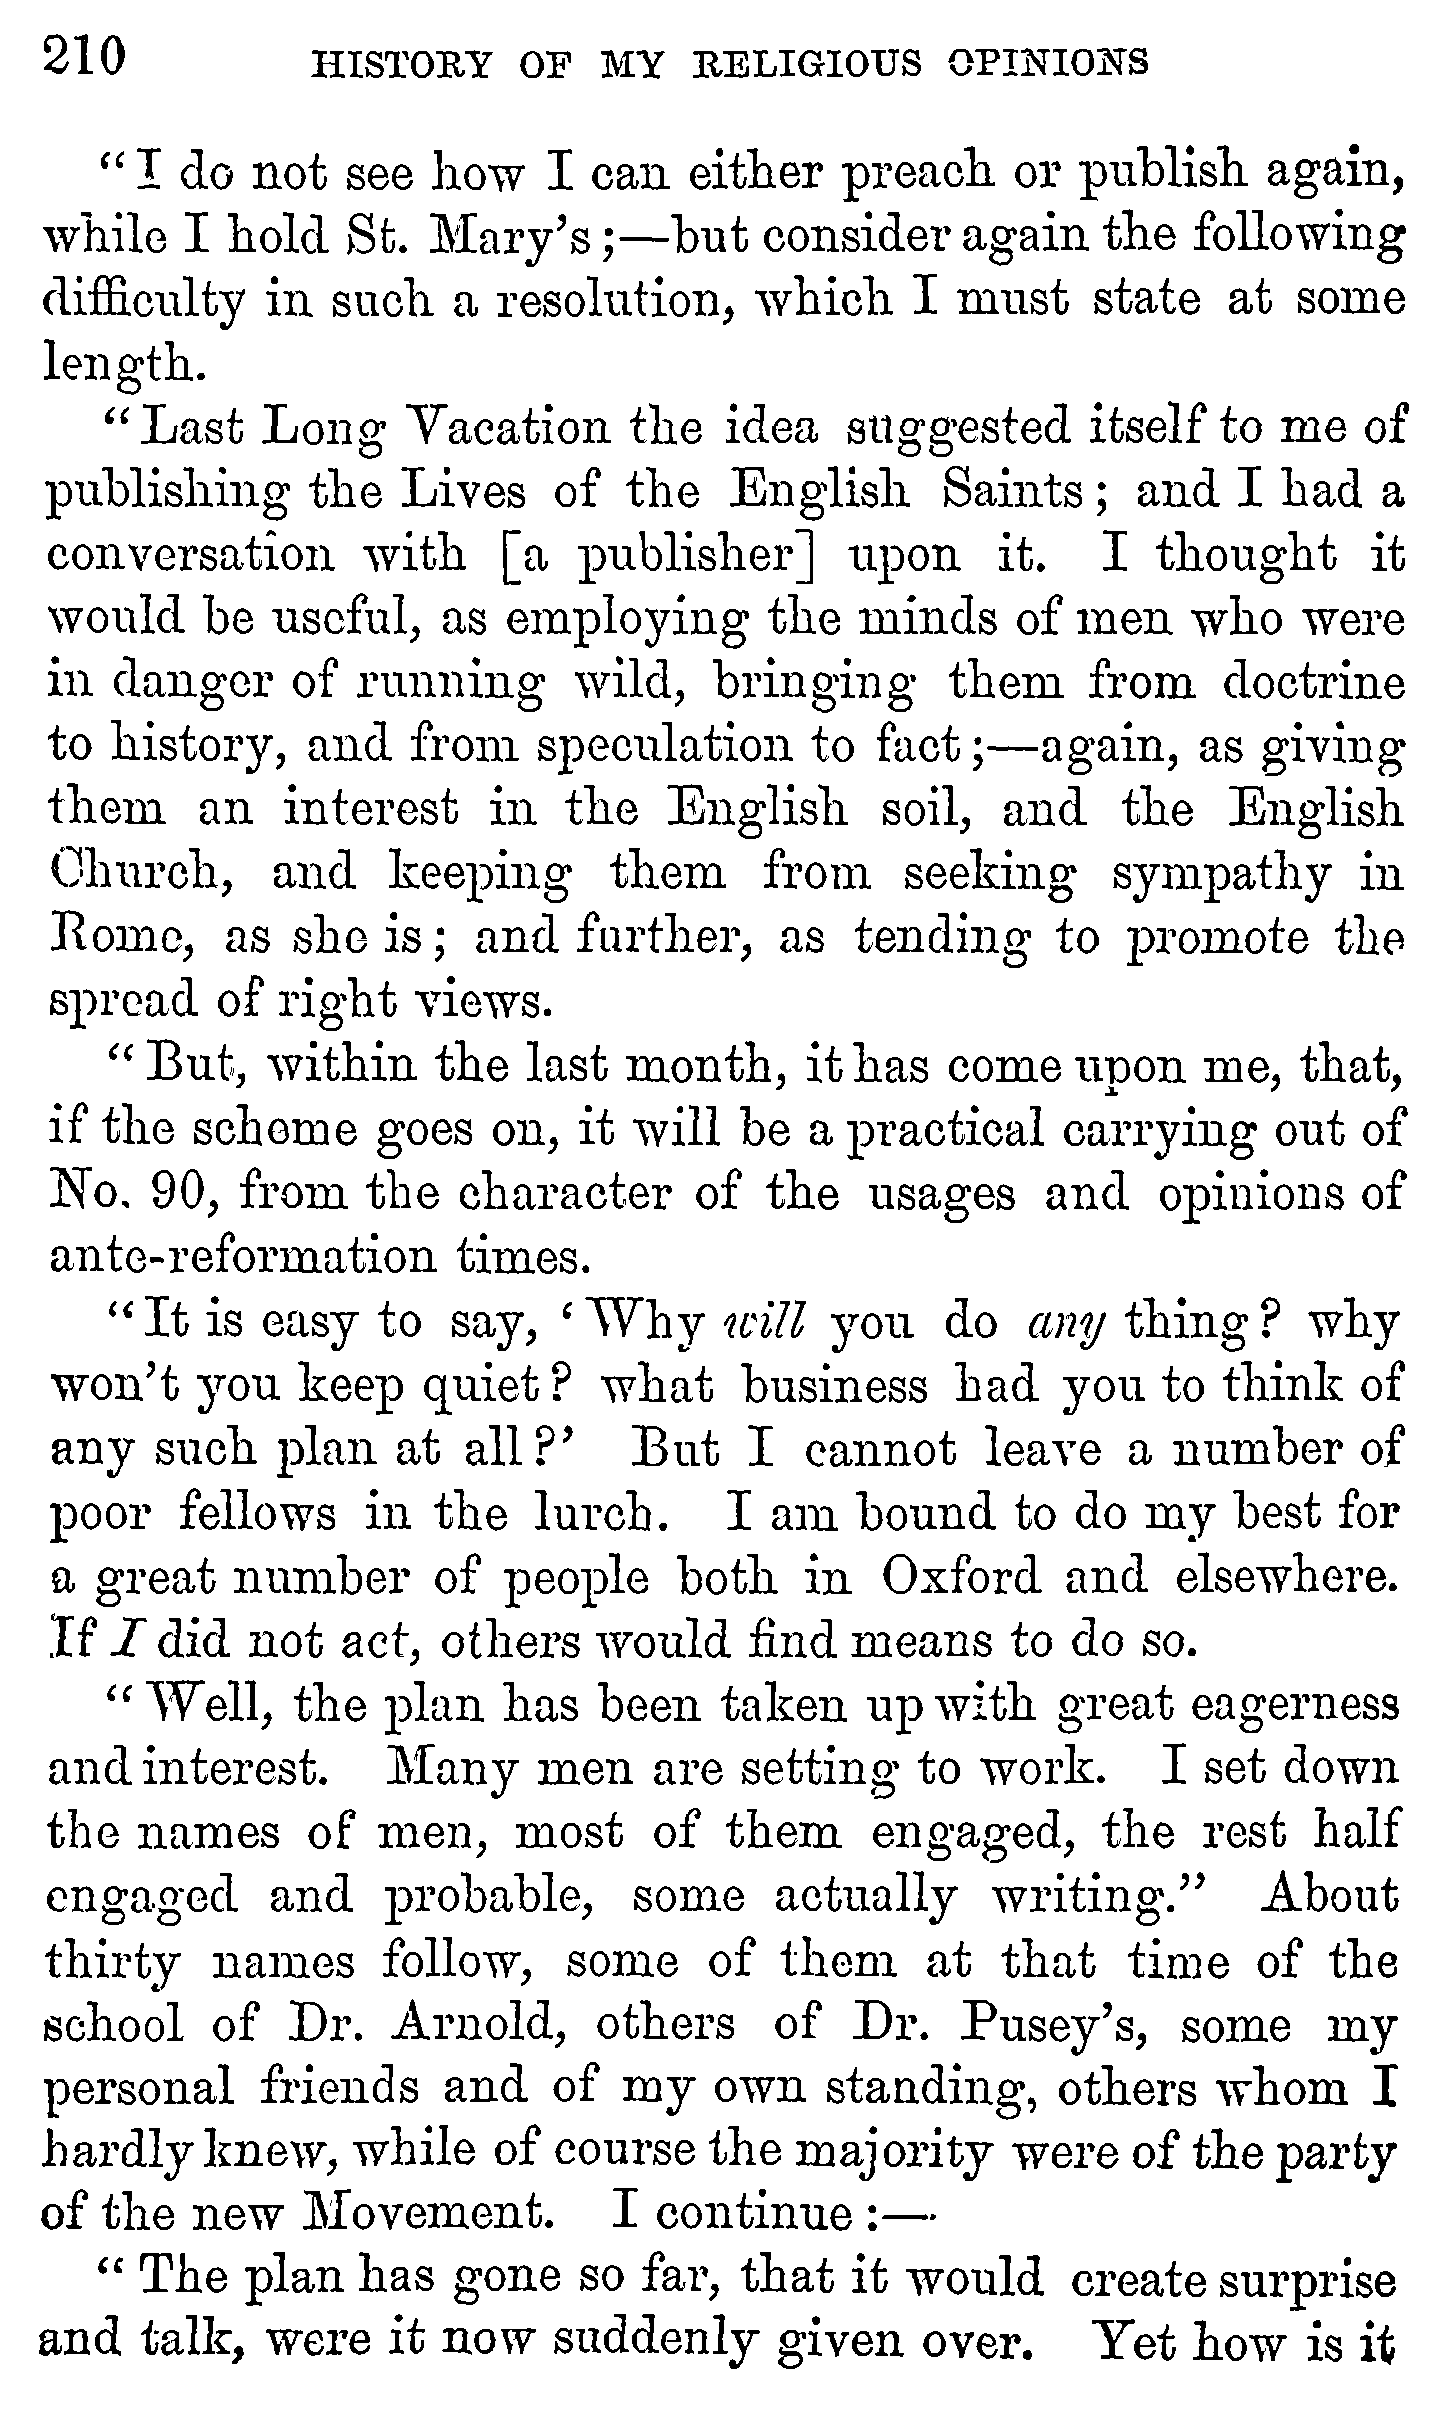 210 HISTORY OF MY RELIGIOUS OPINIONS
“I do not see how I can either preach or publish again,
while I hold St. Mary’s;—but consider again the following
difficulty in such a resolution, which I must state at some
length.
“Last Long Vacation the idea suggested itself to me of
publishing the Lives of the English Saints; and I had a
conversation with [a publisher] upon it. I thought it
would be useful, as employing the minds of men who were
in danger of running wild, bringing them from doctrine
to history, and from speculation to fact;—again, as giving
them an interest in the English soil, and the English
Church, and keeping them from seeking sympathy in
Rome, as she is; and further, as tending to promote the
spread of right views.
“But, within the last month, it has come upon me, that,
if the scheme goes on, it will be a practical carrying out of
No. 90, from the character of the usages and opinions of
ante-reformation times.
“It is easy to say, ‘Why will you do any thing? why
won’t you keep quiet? what business had you to think of
any such plan at all?’ But I cannot leave a number of
poor fellows in the lurch. I am bound to do my best for
a great number of people both in Oxford and elsewhere.
If I did not act, others would find means to do so.
“Well, the plan has been taken up with great eagerness
and interest. Many men are setting to work. I set down
the names of men, most of them engaged, the rest half
engaged and probable, some actually writing.” About
thirty names follow, some of them at that time of the
school of Dr. Arnold, others of Dr. Pusey’s, some my
personal friends and of my own standing, others whom I
hardly knew, while of course the majority were of the party
of the new Movement. I continue:—
“The plan has gone so far, that it would create surprise
and talk, were it now suddenly given over. Yet how is it